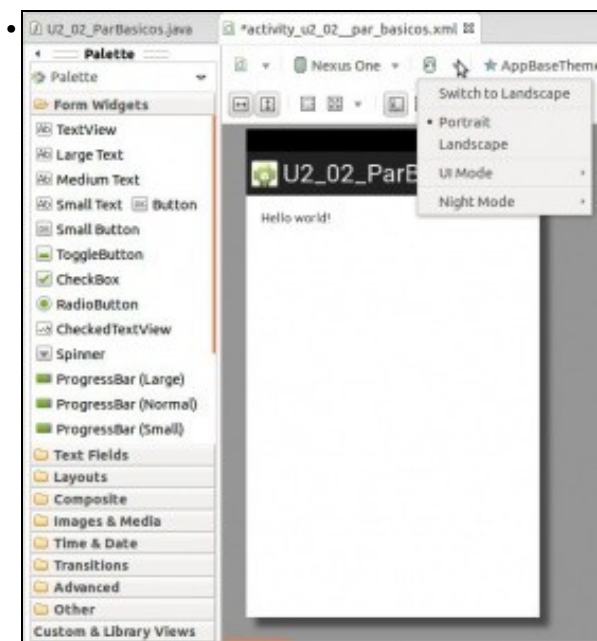 U2_02_ParBasicos.java
*activity_u2_02__par_basicos.xml
Palette
Palette
Nexus One
AppBaseTheme
Form Widgets
TextView
Large Text
Medium Text
Small Text
Button
Small Button
ToggleButton
CheckBox
RadioButton
CheckedTextView
Spinner
ProgressBar (Large)
ProgressBar (Normal)
ProgressBar (Small)
Text Fields
Layouts
Composite
Images & Media
Time & Date
Transitions
Advanced
Other
Custom & Library Views
Switch to Landscape
Portrait
Landscape
UI Mode
Night Mode
U2_02_ParB
Hello world!